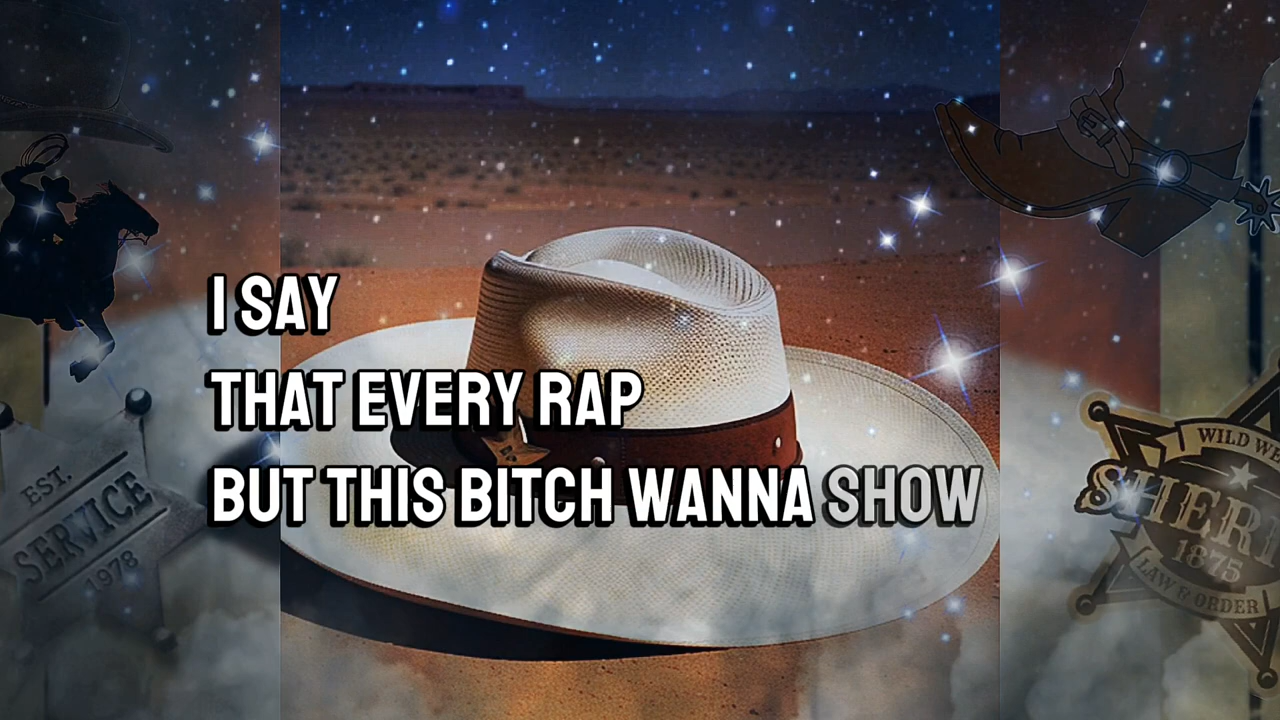 I SAY
THAT EVERY RAP
BUT THIS BITCH WANNA SHOW
EST.
SERVICE
1978
WILD WE
SHERI
1875
LAW & ORDER